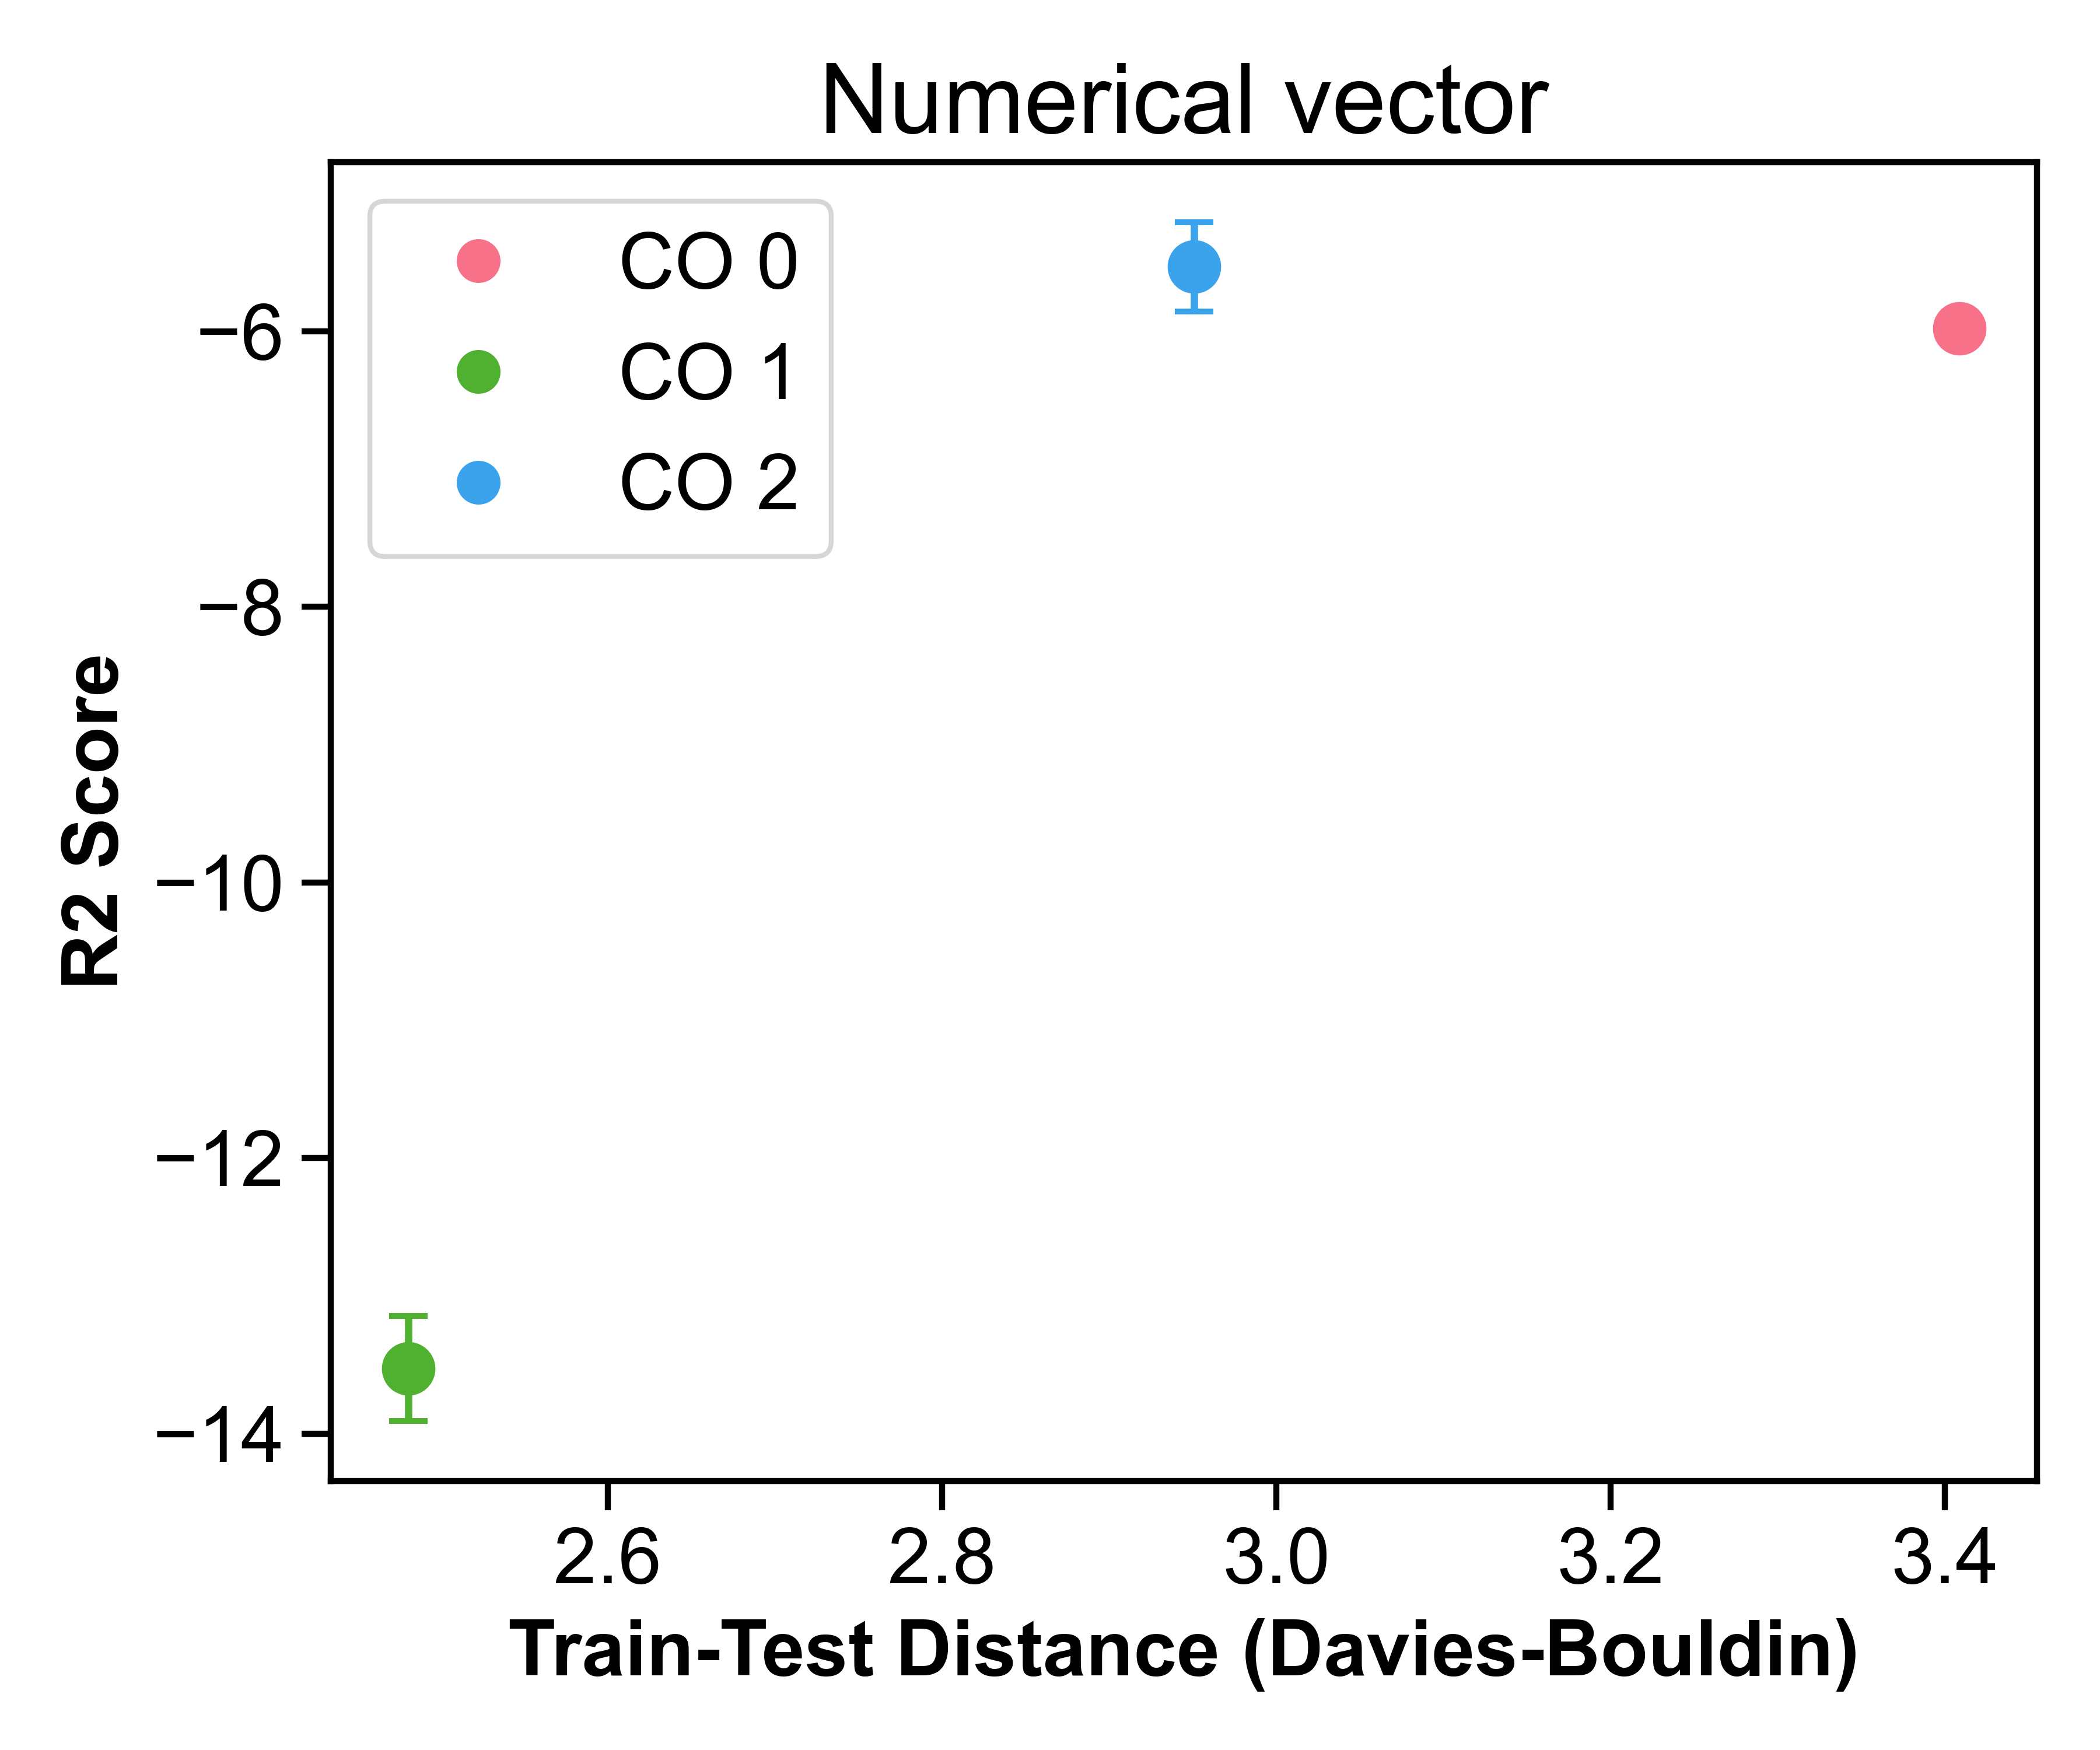 Numerical vector
CO 0
CO 1
CO 2
R2 Score
−6
−8
−10
−12
−14
2.6
2.8
3.0
3.2
3.4
Train-Test Distance (Davies-Bouldin)